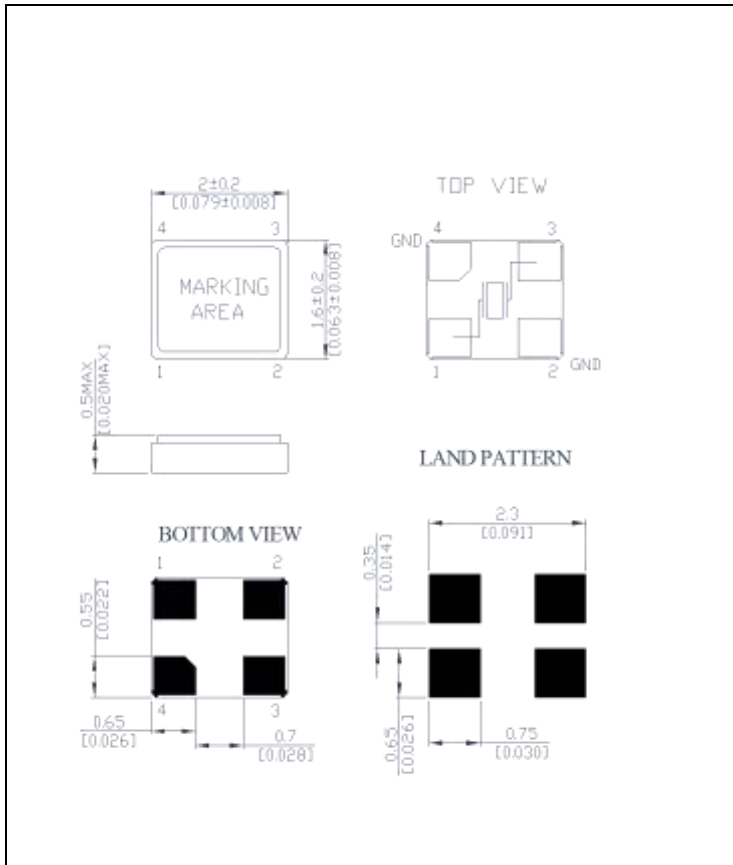 2±0.2
[0.079±0.008]
4 3
MARKING
AREA
1 2
1.6±0.2
[0.063±0.008]
TOP VIEW
GND 4 3
1 2 GND
0.5MAX
[0.020MAX]
LAND PATTERN
2.3
[0.091]
0.35
[0.014]
0.65
[0.026]
0.75
[0.030]
BOTTOM VIEW
1 2
0.55
[0.022]
4 3
0.65
[0.026]
0.7
[0.028]